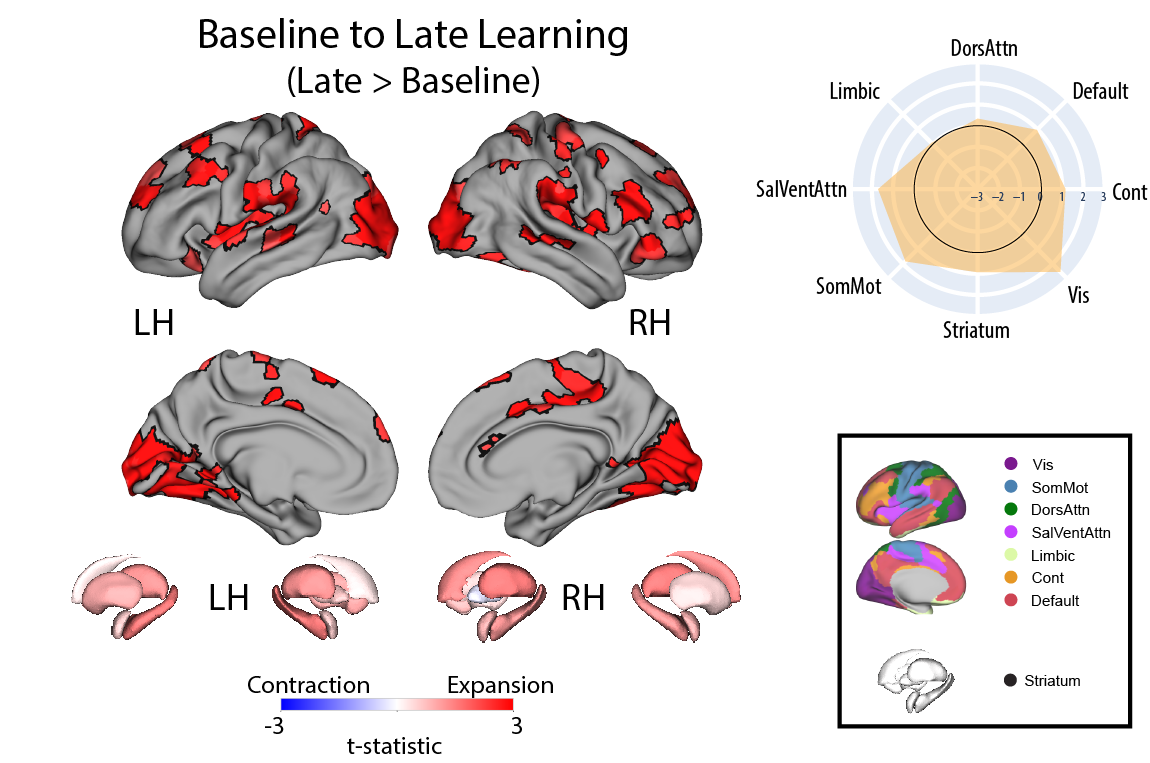 Baseline to Late Learning
(Late > Baseline)
DorsAttn
Limbic
Default
SalVentAttn
−3 −2 −1 0 1 2 3
Cont
SomMot
Vis
Striatum
LH
RH
LH
RH
Contraction
Expansion
-3
3
t-statistic
Vis
SomMot
DorsAttn
SalVentAttn
Limbic
Cont
Default
Striatum